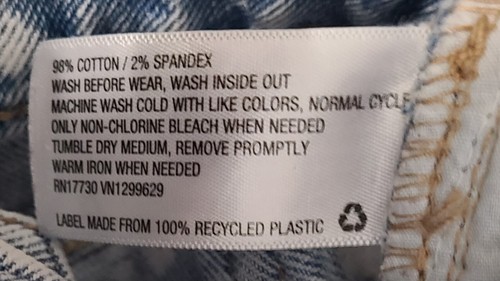 98% COTTON / 2% SPANDEX
WASH BEFORE WEAR, WASH INSIDE OUT
MACHINE WASH COLD WITH LIKE COLORS, NORMAL CYCLE
ONLY NON-CHLORINE BLEACH WHEN NEEDED
TUMBLE DRY MEDIUM, REMOVE PROMPTLY
WARM IRON WHEN NEEDED
RN17730 VN1299629
LABEL MADE FROM 100% RECYCLED PLASTIC